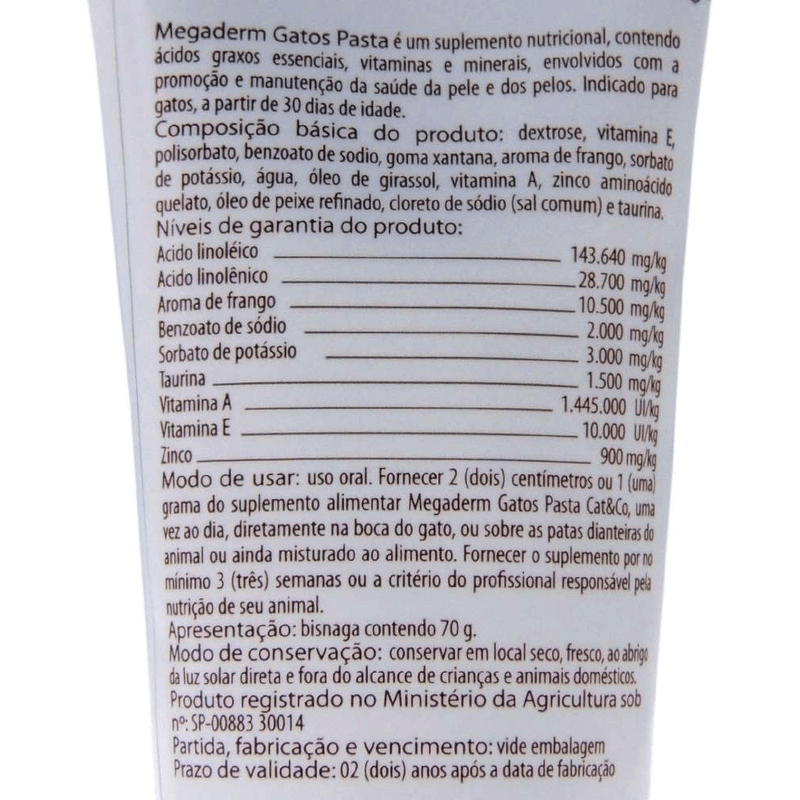 Megaderm Gatos Pasta é um suplemento nutricional, contendo
ácidos graxos essenciais, vitaminas e minerais, envolvidos com a
promoção e manutenção da saúde da pele e dos pelos. Indicado para
gatos, a partir de 30 dias de idade.
Composição básica do produto: dextrose, vitamina E,
polisorbato, benzoato de sodio, goma xantana, aroma de frango, sorbato
de potássio, água, óleo de girassol, vitamina A, zinco aminoácido
quelato, óleo de peixe refinado, cloreto de sódio (sal comum) e taurina.
Níveis de garantia do produto:
Acido linoléico 143.640 mg/kg
Acido linolênico 28.700 mg/kg
Aroma de frango 10.500 mg/kg
Benzoato de sódio 2.000 mg/kg
Sorbato de potássio 3.000 mg/kg
Taurina 1.500 mg/kg
Vitamina A 1.445.000 UI/kg
Vitamina E 10.000 UI/kg
Zinco 900 mg/kg
Modo de usar: uso oral. Fornecer 2 (dois) centímetros ou 1 (uma)
grama do suplemento alimentar Megaderm Gatos Pasta Cat&Co, uma
vez ao dia, diretamente na boca do gato, ou sobre as patas dianteiras do
animal ou ainda misturado ao alimento. Fornecer o suplemento por no
mínimo 3 (três) semanas ou a critério do profissional responsável pela
nutrição de seu animal.
Apresentação: bisnaga contendo 70 g.
Modo de conservação: conservar em local seco, fresco, ao abrigo
da luz solar direta e fora do alcance de crianças e animais domésticos.
Produto registrado no Ministério da Agricultura sob
nº: SP-00883 30014
Partida, fabricação e vencimento: vide embalagem
Prazo de validade: 02 (dois) anos após a data de fabricação